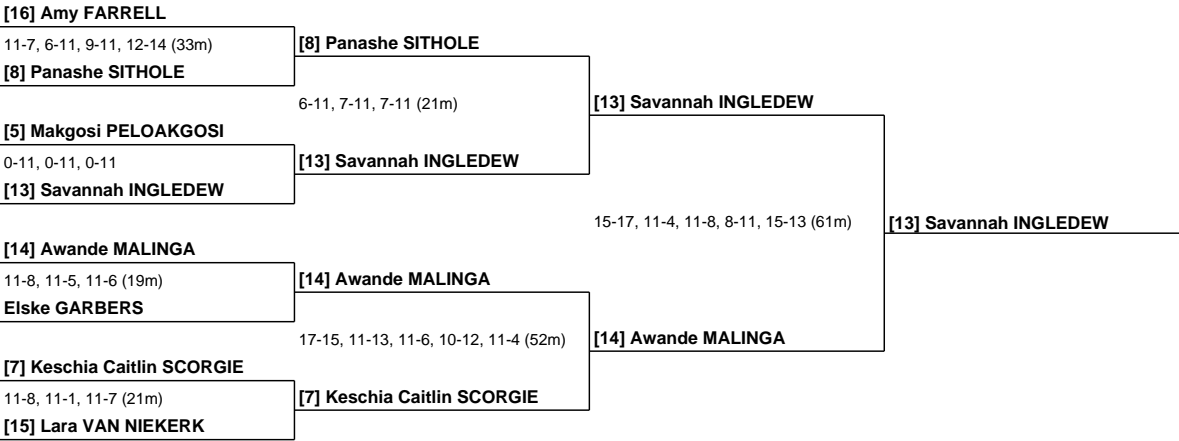 [16] Amy FARRELL
11-7, 6-11, 9-11, 12-14 (33m)
[8] Panashe SITHOLE
[8] Panashe SITHOLE
6-11, 7-11, 7-11 (21m)
[13] Savannah INGLEDEW
[5] Makgosi PELOAKGOSI
0-11, 0-11, 0-11
[13] Savannah INGLEDEW
[13] Savannah INGLEDEW
15-17, 11-4, 11-8, 8-11, 15-13 (61m)
[13] Savannah INGLEDEW
[14] Awande MALINGA
11-8, 11-5, 11-6 (19m)
[14] Awande MALINGA
Elske GARBERS
17-15, 11-13, 11-6, 10-12, 11-4 (52m)
[14] Awande MALINGA
[7] Keschia Caitlin SCORGIE
11-8, 11-1, 11-7 (21m)
[7] Keschia Caitlin SCORGIE
[15] Lara VAN NIEKERK